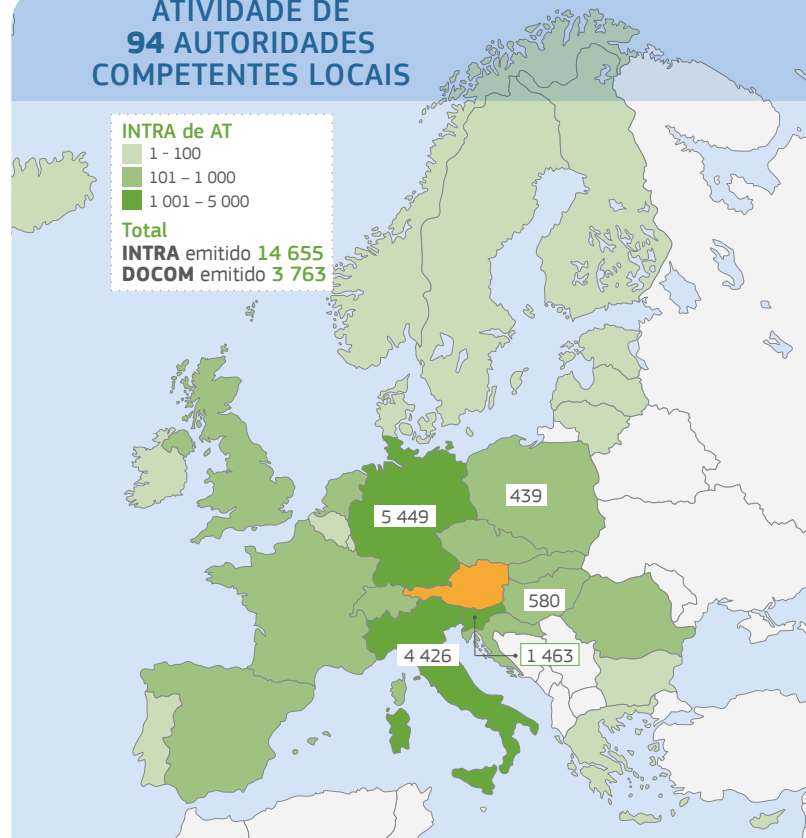 ATIVIDADE DE
94 AUTORIDADES
COMPETENTES LOCAIS
INTRA de AT
1 - 100
101 – 1 000
1 001 – 5 000
Total
INTRA emitido 14 655
DOCOM emitido 3 763
439
5 449
580
4 426
1 463